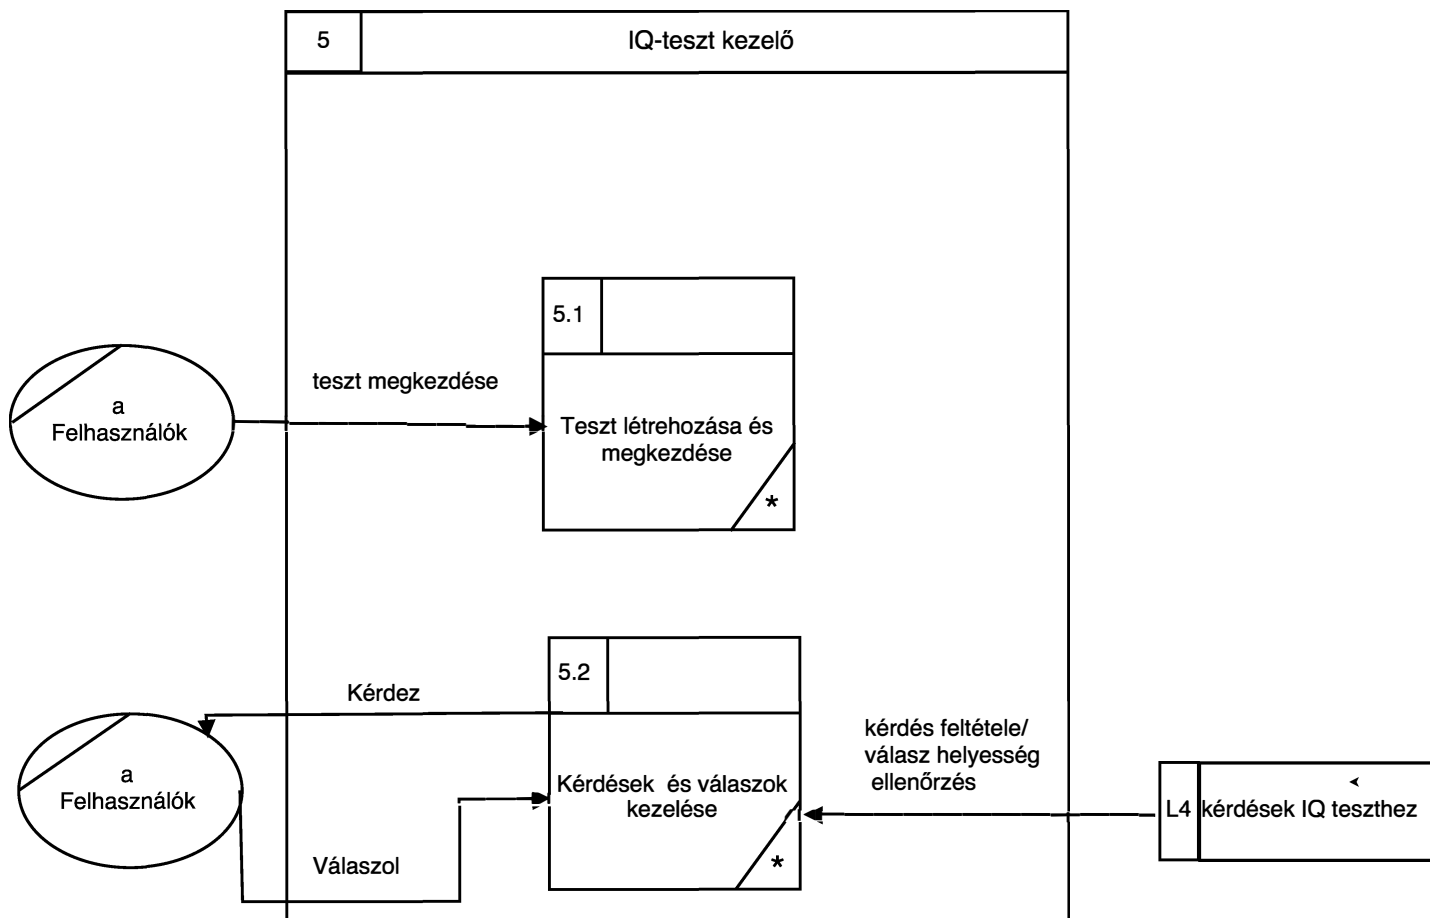 5
IQ-teszt kezelő
5.1
teszt megkezdése
a
Felhasználók
Teszt létrehozása és
megkezdése
*
5.2
Kérdez
kérdés feltétele/
válasz helyesség
ellenőrzés
a
Felhasználók
Kérdések és válaszok
kezelése
L4
kérdések IQ teszthez
Válaszol
*